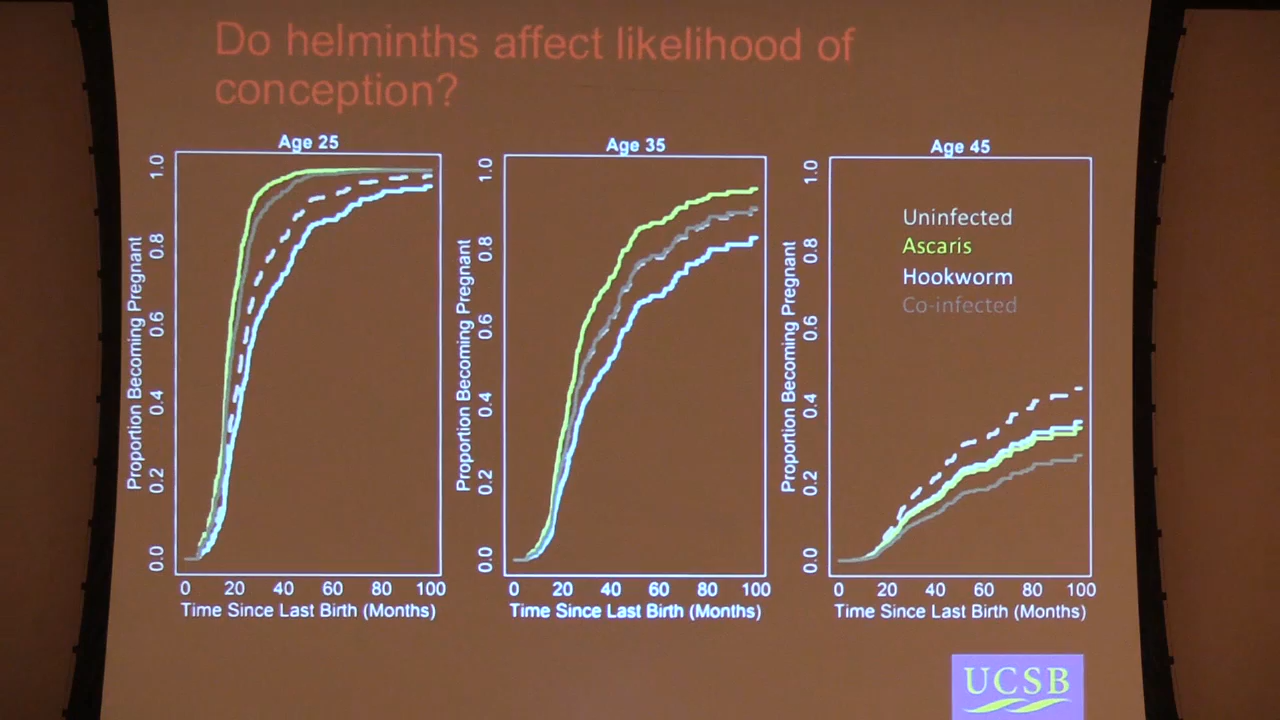 Do helminths affect likelihood of
conception?
Age 25
Proportion Becoming Pregnant
1.0
0.8
0.6
0.4
0.2
0.0
0 20 40 60 80 100
Time Since Last Birth (Months)
Age 35
Proportion Becoming Pregnant
1.0
0.8
0.6
0.4
0.2
0.0
0 20 40 60 80 100
Time Since Last Birth (Months)
Age 45
Proportion Becoming Pregnant
1.0
0.8
0.6
0.4
0.2
0.0
Uninfected
Ascaris
Hookworm
Co-infected
0 20 40 60 80 100
Time Since Last Birth (Months)
UCSB